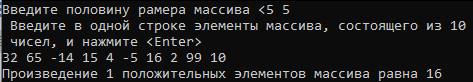 Введите половину рамера массива <5 5
Введите в одной строке элементы массива, состоящего из 10
чисел, и нажмите <Enter>
32 65 -14 15 4 -5 16 2 99 10
Произведение 1 положительных элементов массива равна 16